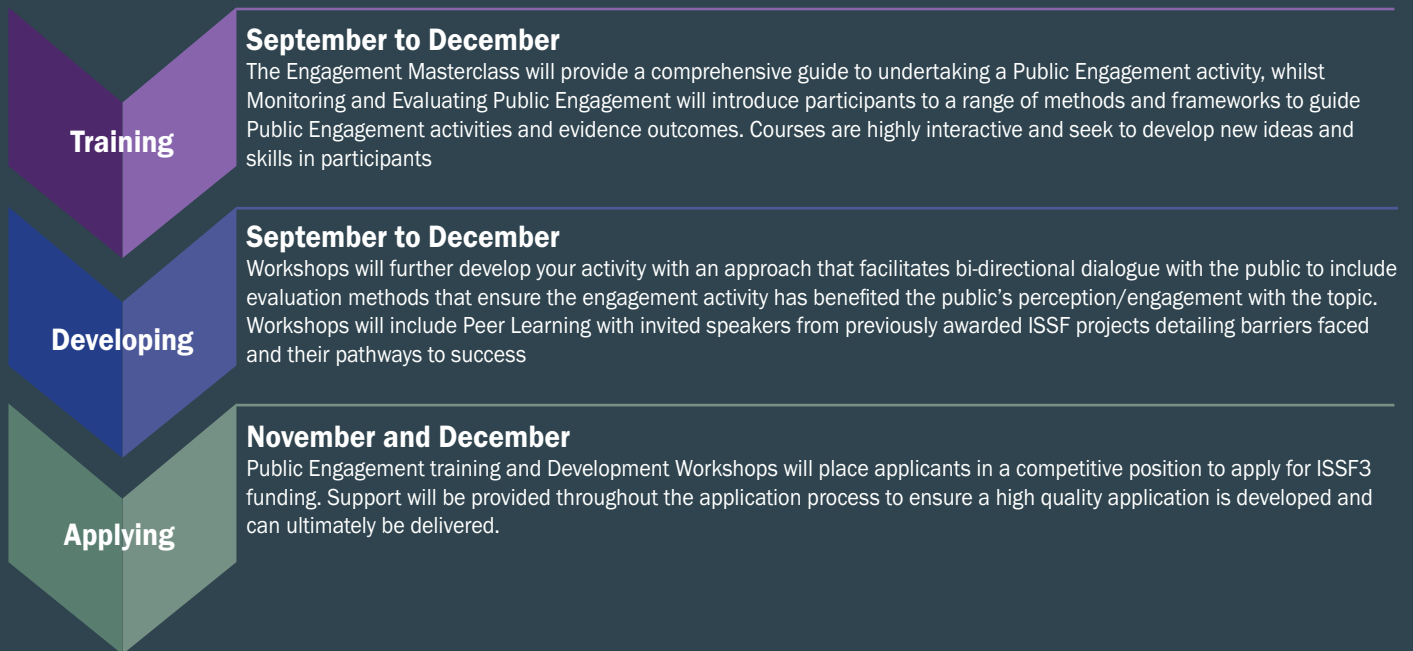 Training
September to December
The Engagement Masterclass will provide a comprehensive guide to undertaking a Public Engagement activity, whilst
Monitoring and Evaluating Public Engagement will introduce participants to a range of methods and frameworks to guide
Public Engagement activities and evidence outcomes. Courses are highly interactive and seek to develop new ideas and
skills in participants
Developing
September to December
Workshops will further develop your activity with an approach that facilitates bi-directional dialogue with the public to include
evaluation methods that ensure the engagement activity has benefited the public’s perception/engagement with the topic.
Workshops will include Peer Learning with invited speakers from previously awarded ISSF projects detailing barriers faced
and their pathways to success
Applying
November and December
Public Engagement training and Development Workshops will place applicants in a competitive position to apply for ISSF3
funding. Support will be provided throughout the application process to ensure a high quality application is developed and
can ultimately be delivered.